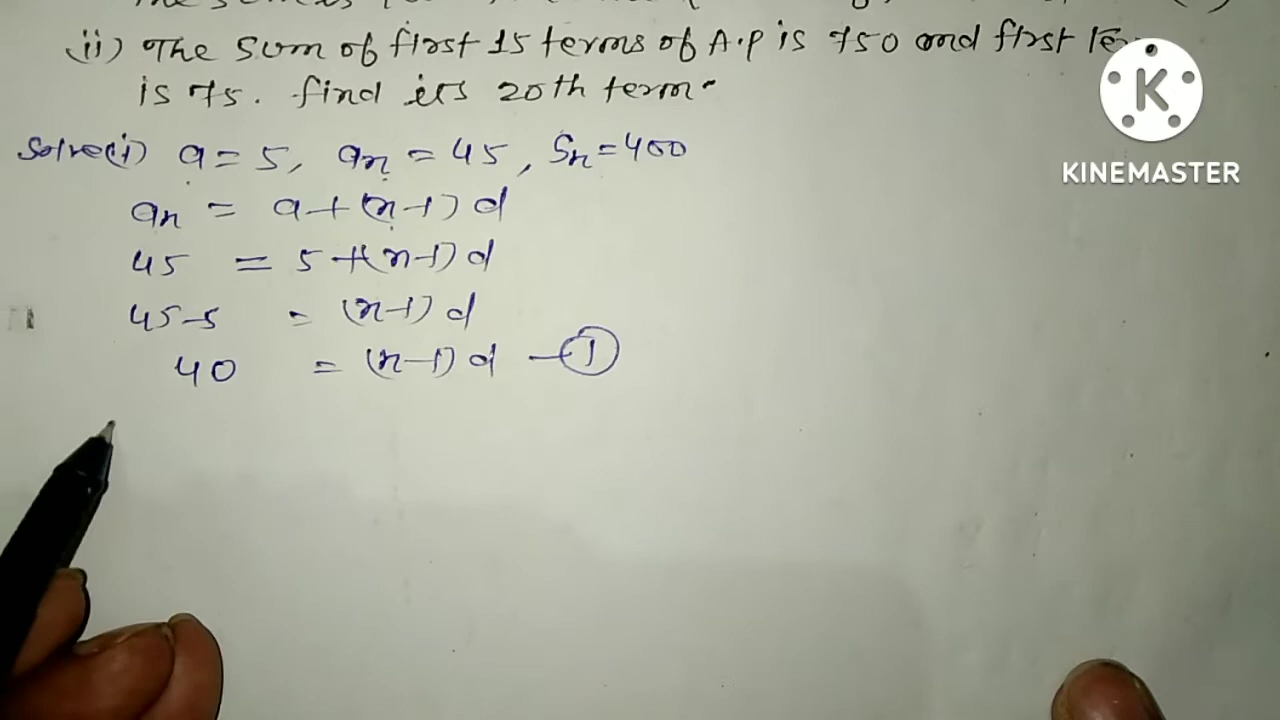 (ii) The sum of first 15 terms of A.P is 750 and first
is 75. find its 20th term.
Solve(i) a = 5, an = 45, Sn = 400
an = a + (n-1) d
45 = 5 + (n-1) d
45-5 = (n-1) d
40 = (n-1) d — 1
K
KINEMASTER